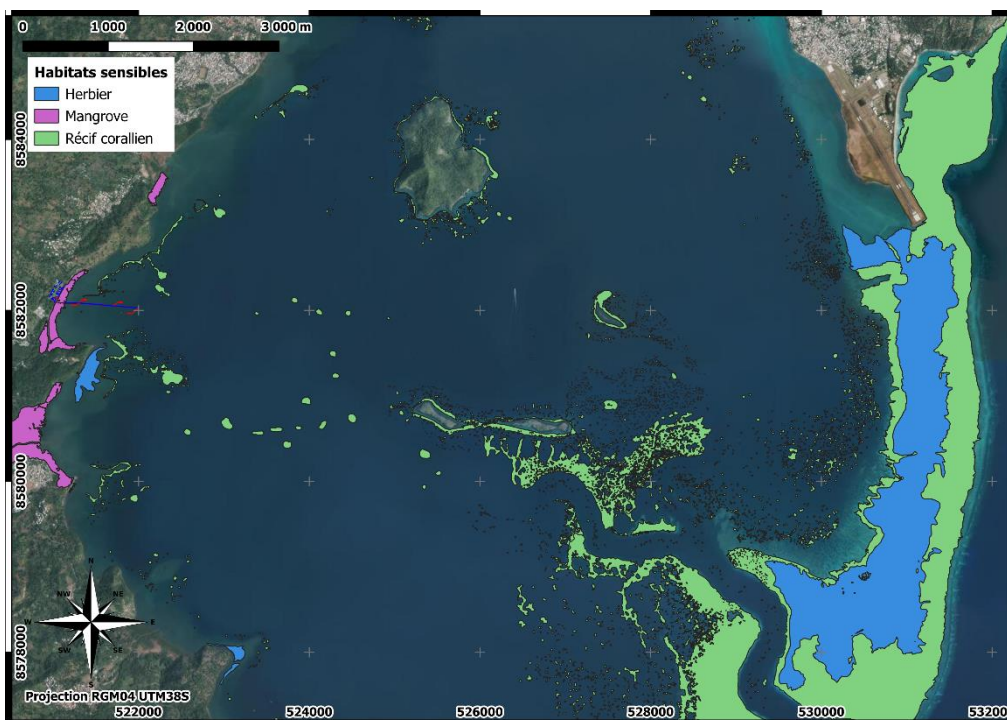 0 1 000 2 000 3 000 m
Habitats sensibles
Herbier
Mangrove
Récif corallien
8584000
8582000
8580000
8578000
N
NW NE
W E
SW SE
S
Projection RGM04 UTM38S
522000 524000 526000 528000 530000 532000